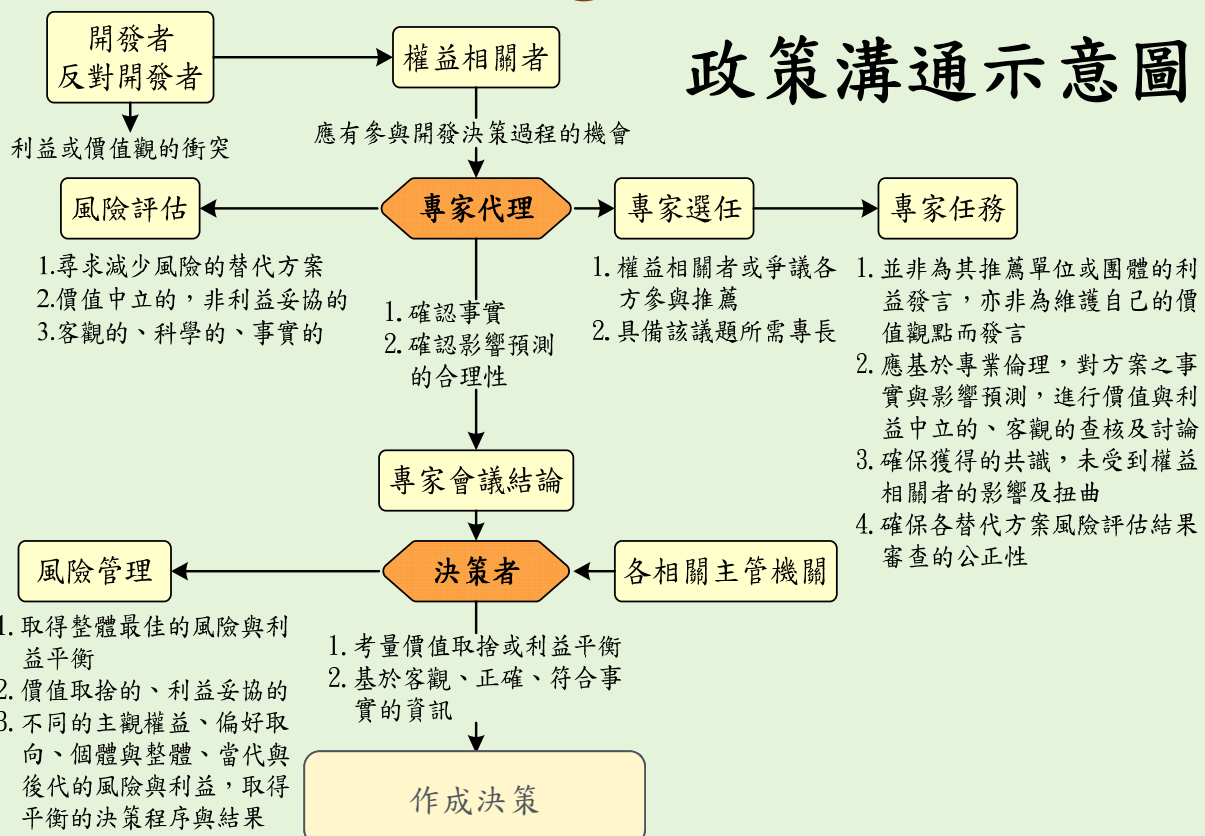 政策溝通示意圖
開發者
反對開發者
權益相關者
利益或價值觀的衝突
應有參與開發決策過程的機會
風險評估
專家代理
專家選任
專家任務
1.尋求減少風險的替代方案
2.價值中立的，非利益妥協的
3.客觀的、科學的、事實的
1.確認事實
2.確認影響預測
的合理性
1.權益相關者或爭議各
方參與推薦
2.具備該議題所需專長
1.並非為其推薦單位或團體的利
益發言，亦非為維護自己的價
值觀點而發言
2.應基於專業倫理，對方案之事
實與影響預測，進行價值與利
益中立的、客觀的查核及討論
3.確保獲得的共識，未受到權益
相關者的影響及扭曲
4.確保各替代方案風險評估結果
審查的公正性
專家會議結論
風險管理
決策者
各相關主管機關
1.取得整體最佳的風險與利
益平衡
2.價值取捨的、利益妥協的
3.不同的主觀權益、偏好取
向、個體與整體、當代與
後代的風險與利益，取得
平衡的決策程序與結果
1.考量價值取捨或利益平衡
2.基於客觀、正確、符合事
實的資訊
作成決策